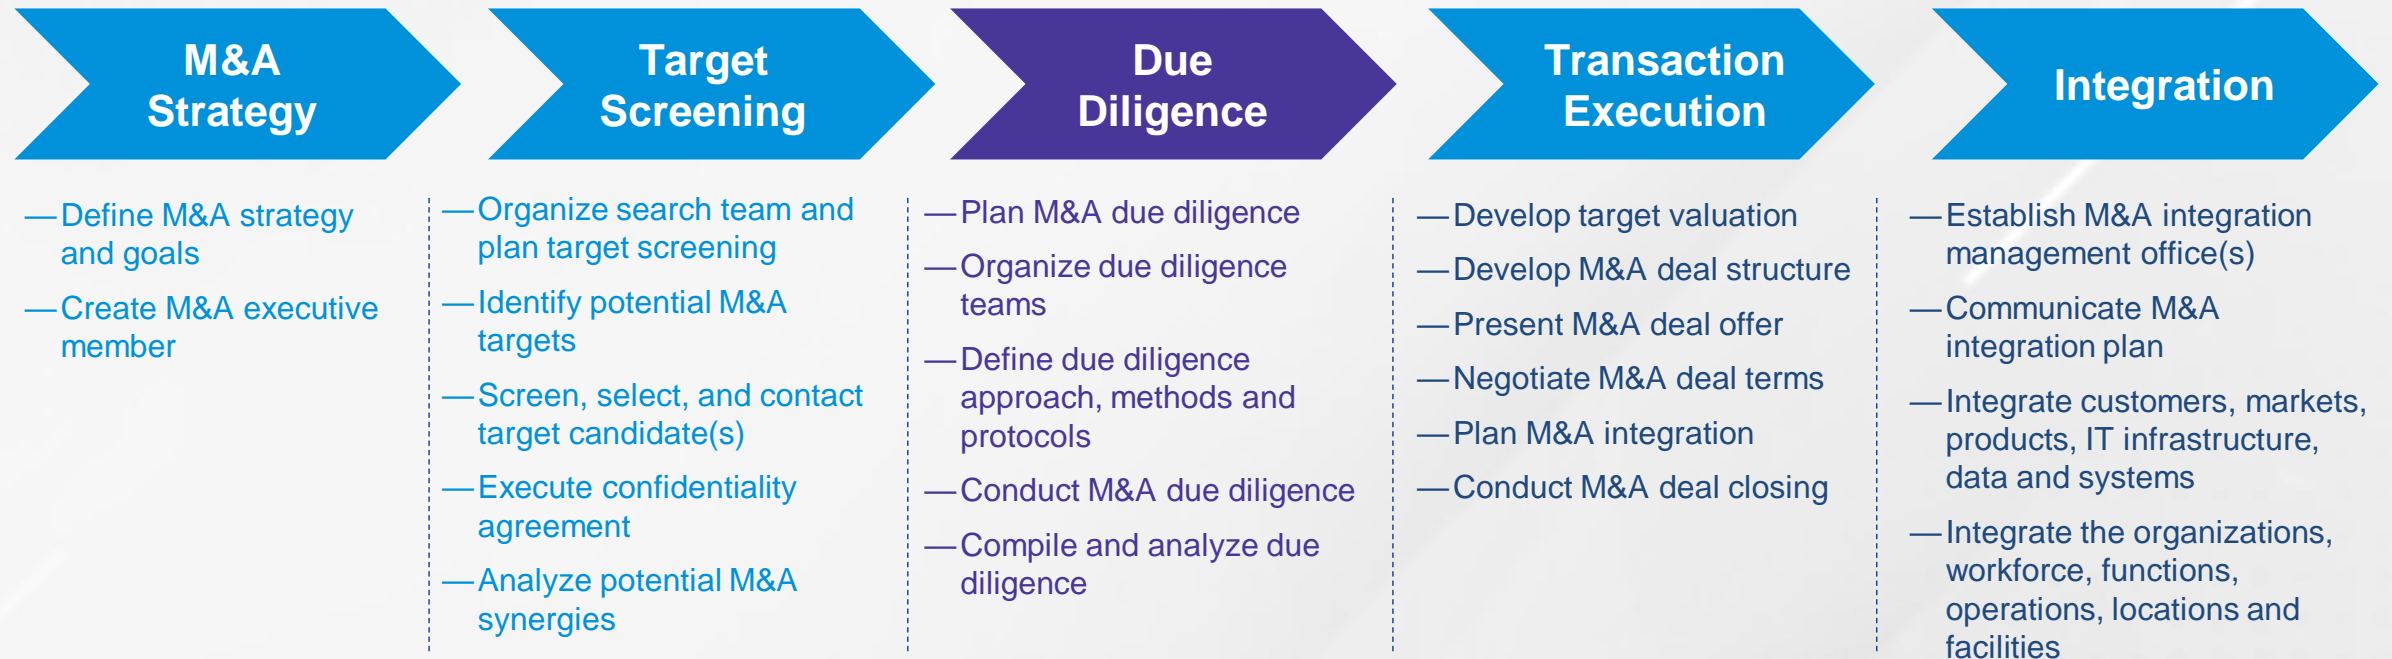 M&A
Strategy
Target
Screening
Due
Diligence
Transaction
Execution
Integration
—Define M&A strategy
and goals
—Create M&A executive
member
—Organize search team and
plan target screening
—Identify potential M&A
targets
—Screen, select, and contact
target candidate(s)
—Execute confidentiality
agreement
—Analyze potential M&A
synergies
—Plan M&A due diligence
—Organize due diligence
teams
—Define due diligence
approach, methods and
protocols
—Conduct M&A due diligence
—Compile and analyze due
diligence
—Develop target valuation
—Develop M&A deal structure
—Present M&A deal offer
—Negotiate M&A deal terms
—Plan M&A integration
—Conduct M&A deal closing
—Establish M&A integration
management office(s)
—Communicate M&A
integration plan
—Integrate customers, markets,
products, IT infrastructure,
data and systems
—Integrate the organizations,
workforce, functions,
operations, locations and
facilities